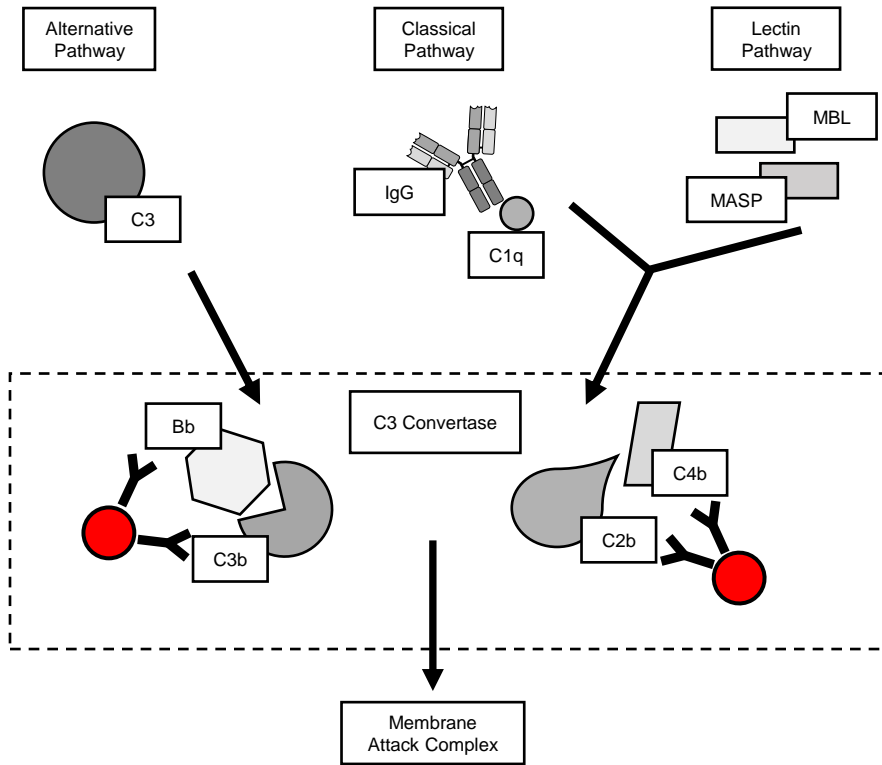 Alternative
Pathway
Classical
Pathway
Lectin
Pathway
C3
IgG
C1q
MBL
MASP
C3 Convertase
Bb
C3b
C4b
C2b
Membrane
Attack Complex